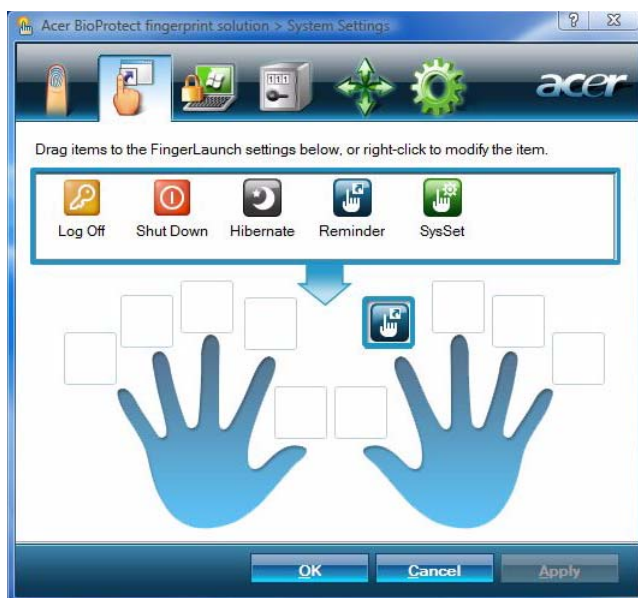 Acer BioProtect fingerprint solution > System Settings
acer
Drag items to the FingerLaunch settings below, or right-click to modify the item.
Log Off Shut Down Hibernate Reminder SysSet
OK Cancel Apply